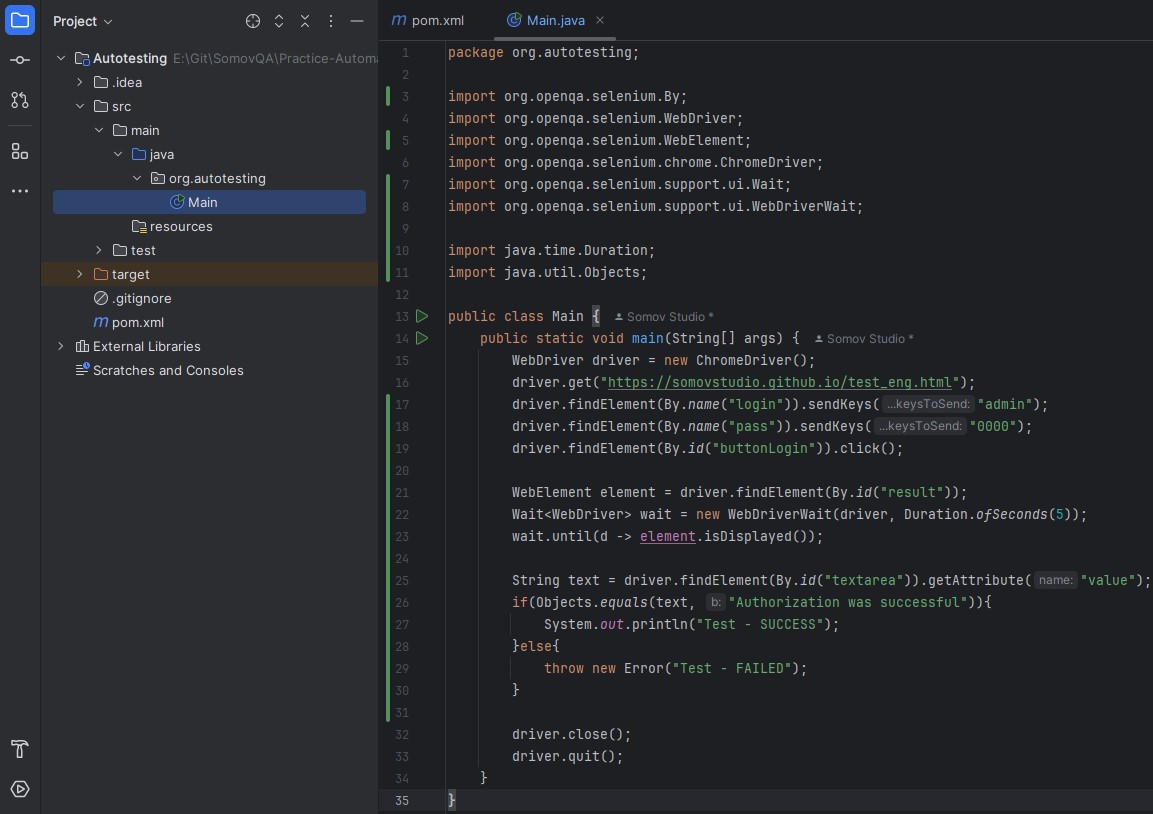 Project
Autotesting E:\Git\SomovQA\Practice-Autom
.idea
src
main
java
org.autotesting
Main
resources
test
target
.gitignore
pom.xml
External Libraries
Scratches and Consoles
pom.xml Main.java
1 package org.autotesting;
2
3 import org.openqa.selenium.By;
4 import org.openqa.selenium.WebDriver;
5 import org.openqa.selenium.WebElement;
6 import org.openqa.selenium.chrome.ChromeDriver;
7 import org.openqa.selenium.support.ui.Wait;
8 import org.openqa.selenium.support.ui.WebDriverWait;
9
10 import java.time.Duration;
11 import java.util.Objects;
12
13 public class Main { Somov Studio *
14 public static void main(String[] args) { Somov Studio *
15 WebDriver driver = new ChromeDriver();
16 driver.get("https://somovstudio.github.io/test_eng.html");
17 driver.findElement(By.name("login")).sendKeys( ...keysToSend: "admin");
18 driver.findElement(By.name("pass")).sendKeys( ...keysToSend: "0000");
19 driver.findElement(By.id("buttonLogin")).click();
20
21 WebElement element = driver.findElement(By.id("result"));
22 Wait<WebDriver> wait = new WebDriverWait(driver, Duration.ofSeconds(5));
23 wait.until(d -> element.isDisplayed());
24
25 String text = driver.findElement(By.id("textarea")).getAttribute( name: "value");
26 if(Objects.equals(text, b: "Authorization was successful")){
27 System.out.println("Test - SUCCESS");
28 }else{
29 throw new Error("Test - FAILED");
30 }
31
32 driver.close();
33 driver.quit();
34 }
35 }